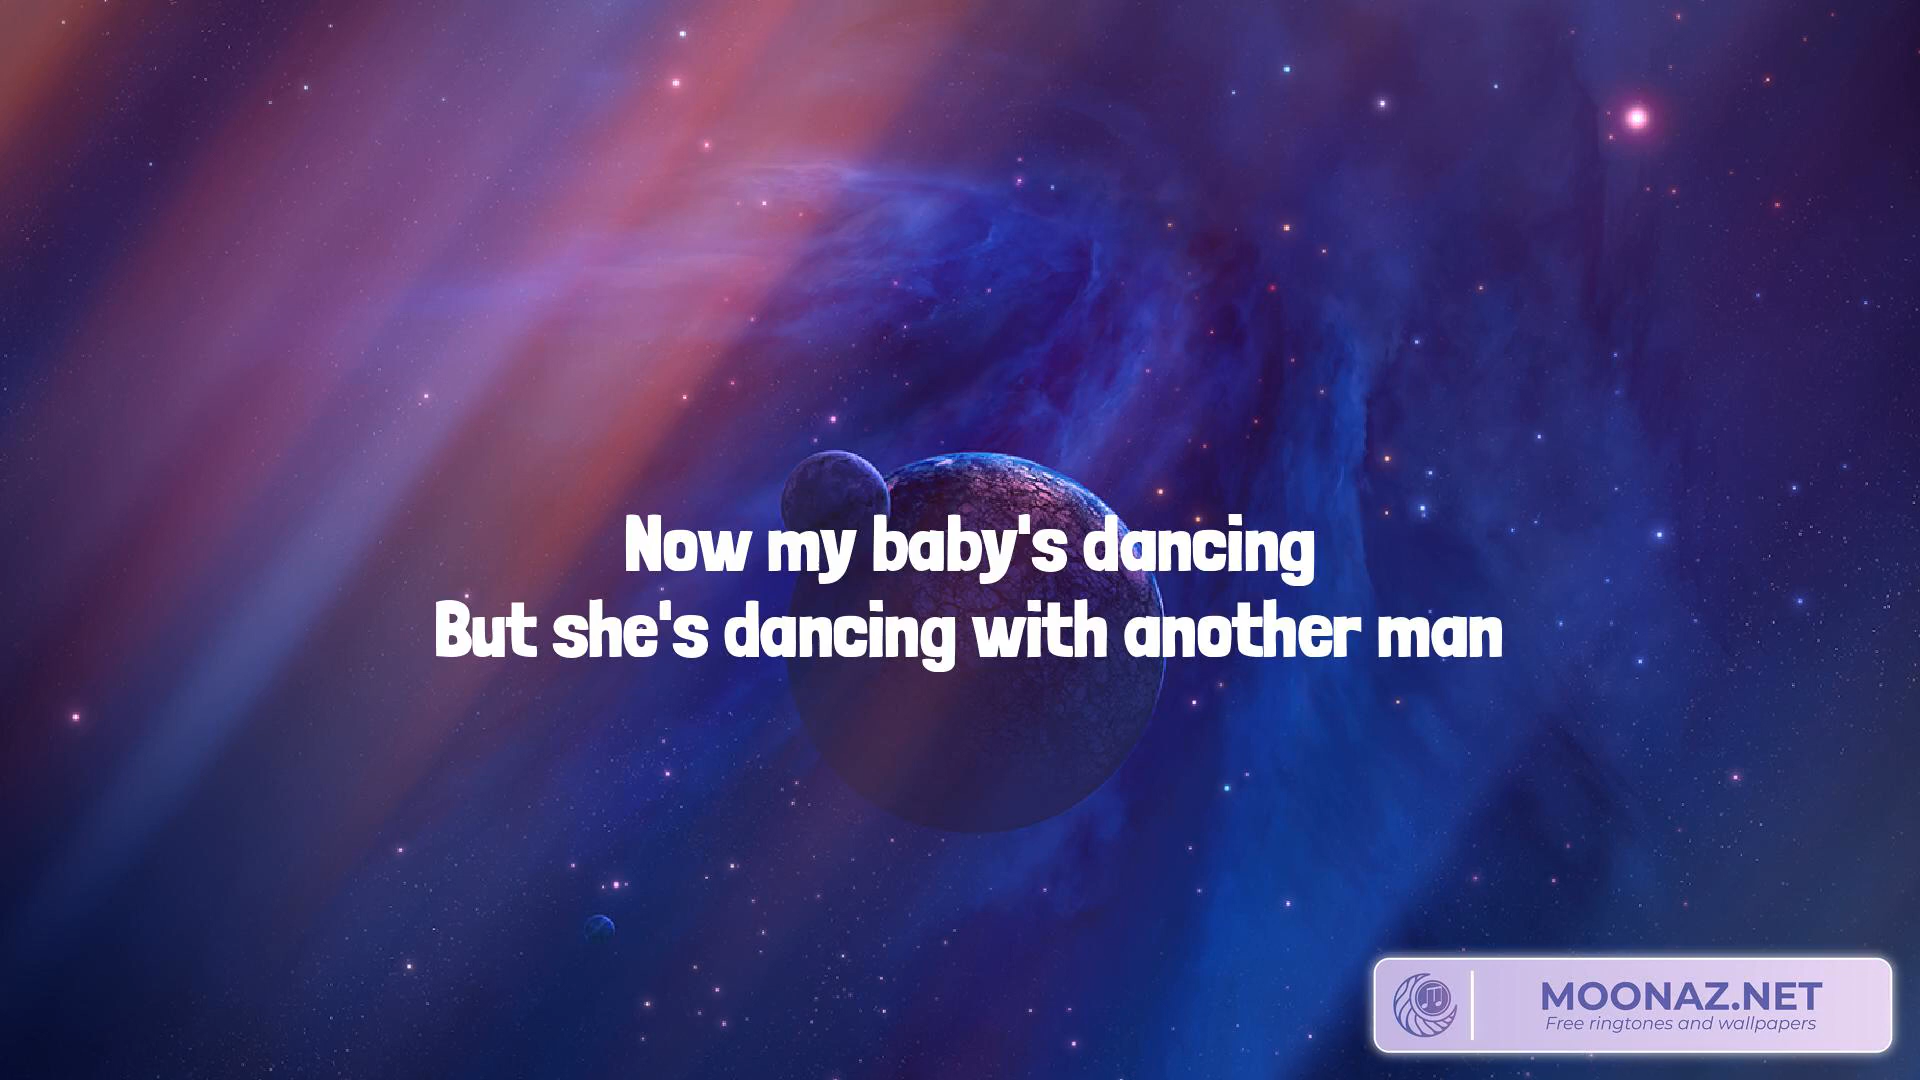 Now my baby's dancing
But she's dancing with another man
MOONAZ.NET
Free ringtones and wallpapers